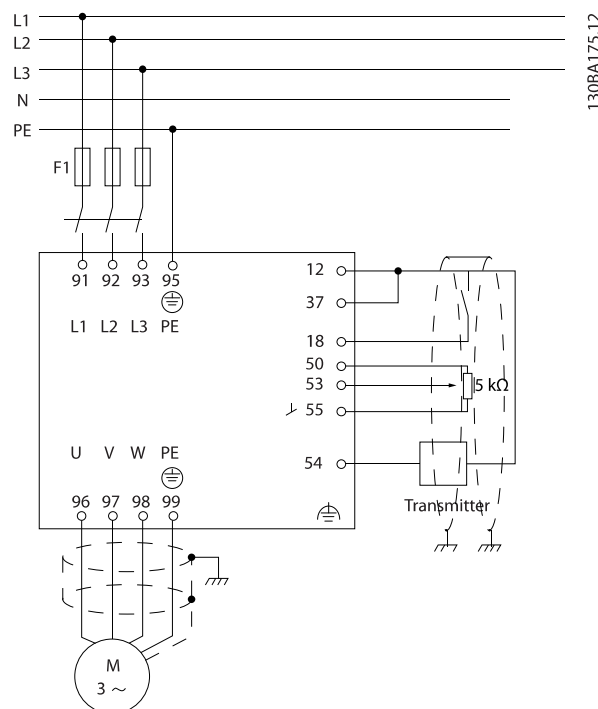 L1
L2
L3
N
PE
130BA175.12
F1
91 92 93 95
L1 L2 L3 PE
12
37
18
50
53
5 kΩ
55
U V W PE
54
96 97 98 99
Transmitter
M
3 ~